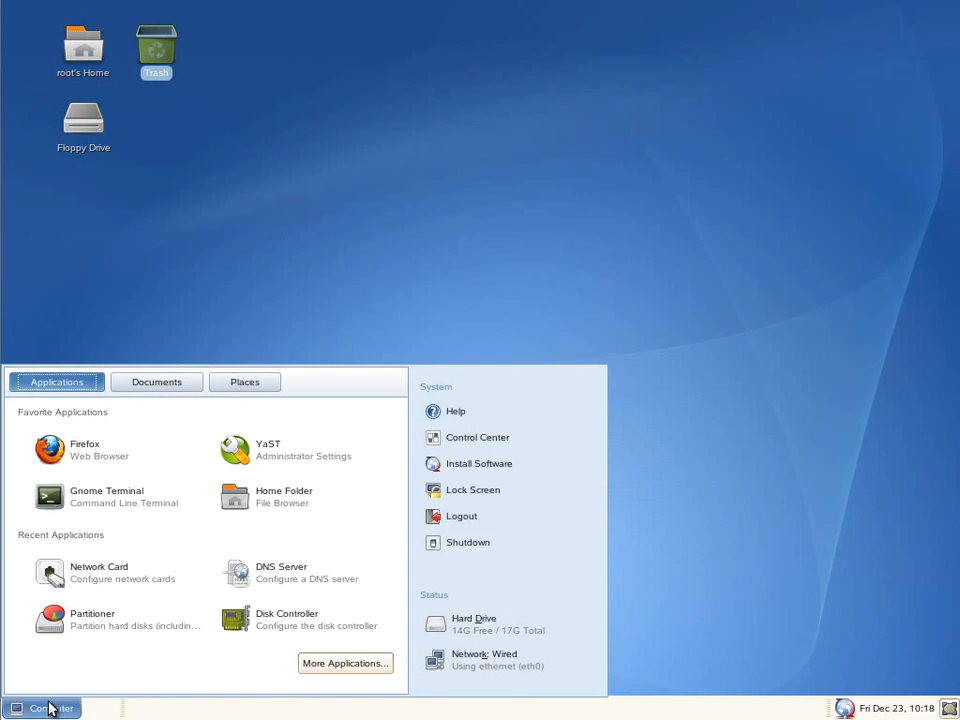 root's Home
Trash
Floppy Drive
Applications
Documents
Places
Favorite Applications
Firefox
Web Browser
YaST
Administrator Settings
Gnome Terminal
Command Line Terminal
Home Folder
File Browser
Recent Applications
Network Card
Configure network cards
DNS Server
Configure a DNS server
Partitioner
Partition hard disks (includin...
Disk Controller
Configure the disk controller
More Applications...
System
Help
Control Center
Install Software
Lock Screen
Logout
Shutdown
Status
Hard Drive
14G Free / 17G Total
Network: Wired
Using ethernet (eth0)
Computer
Fri Dec 23, 10:18